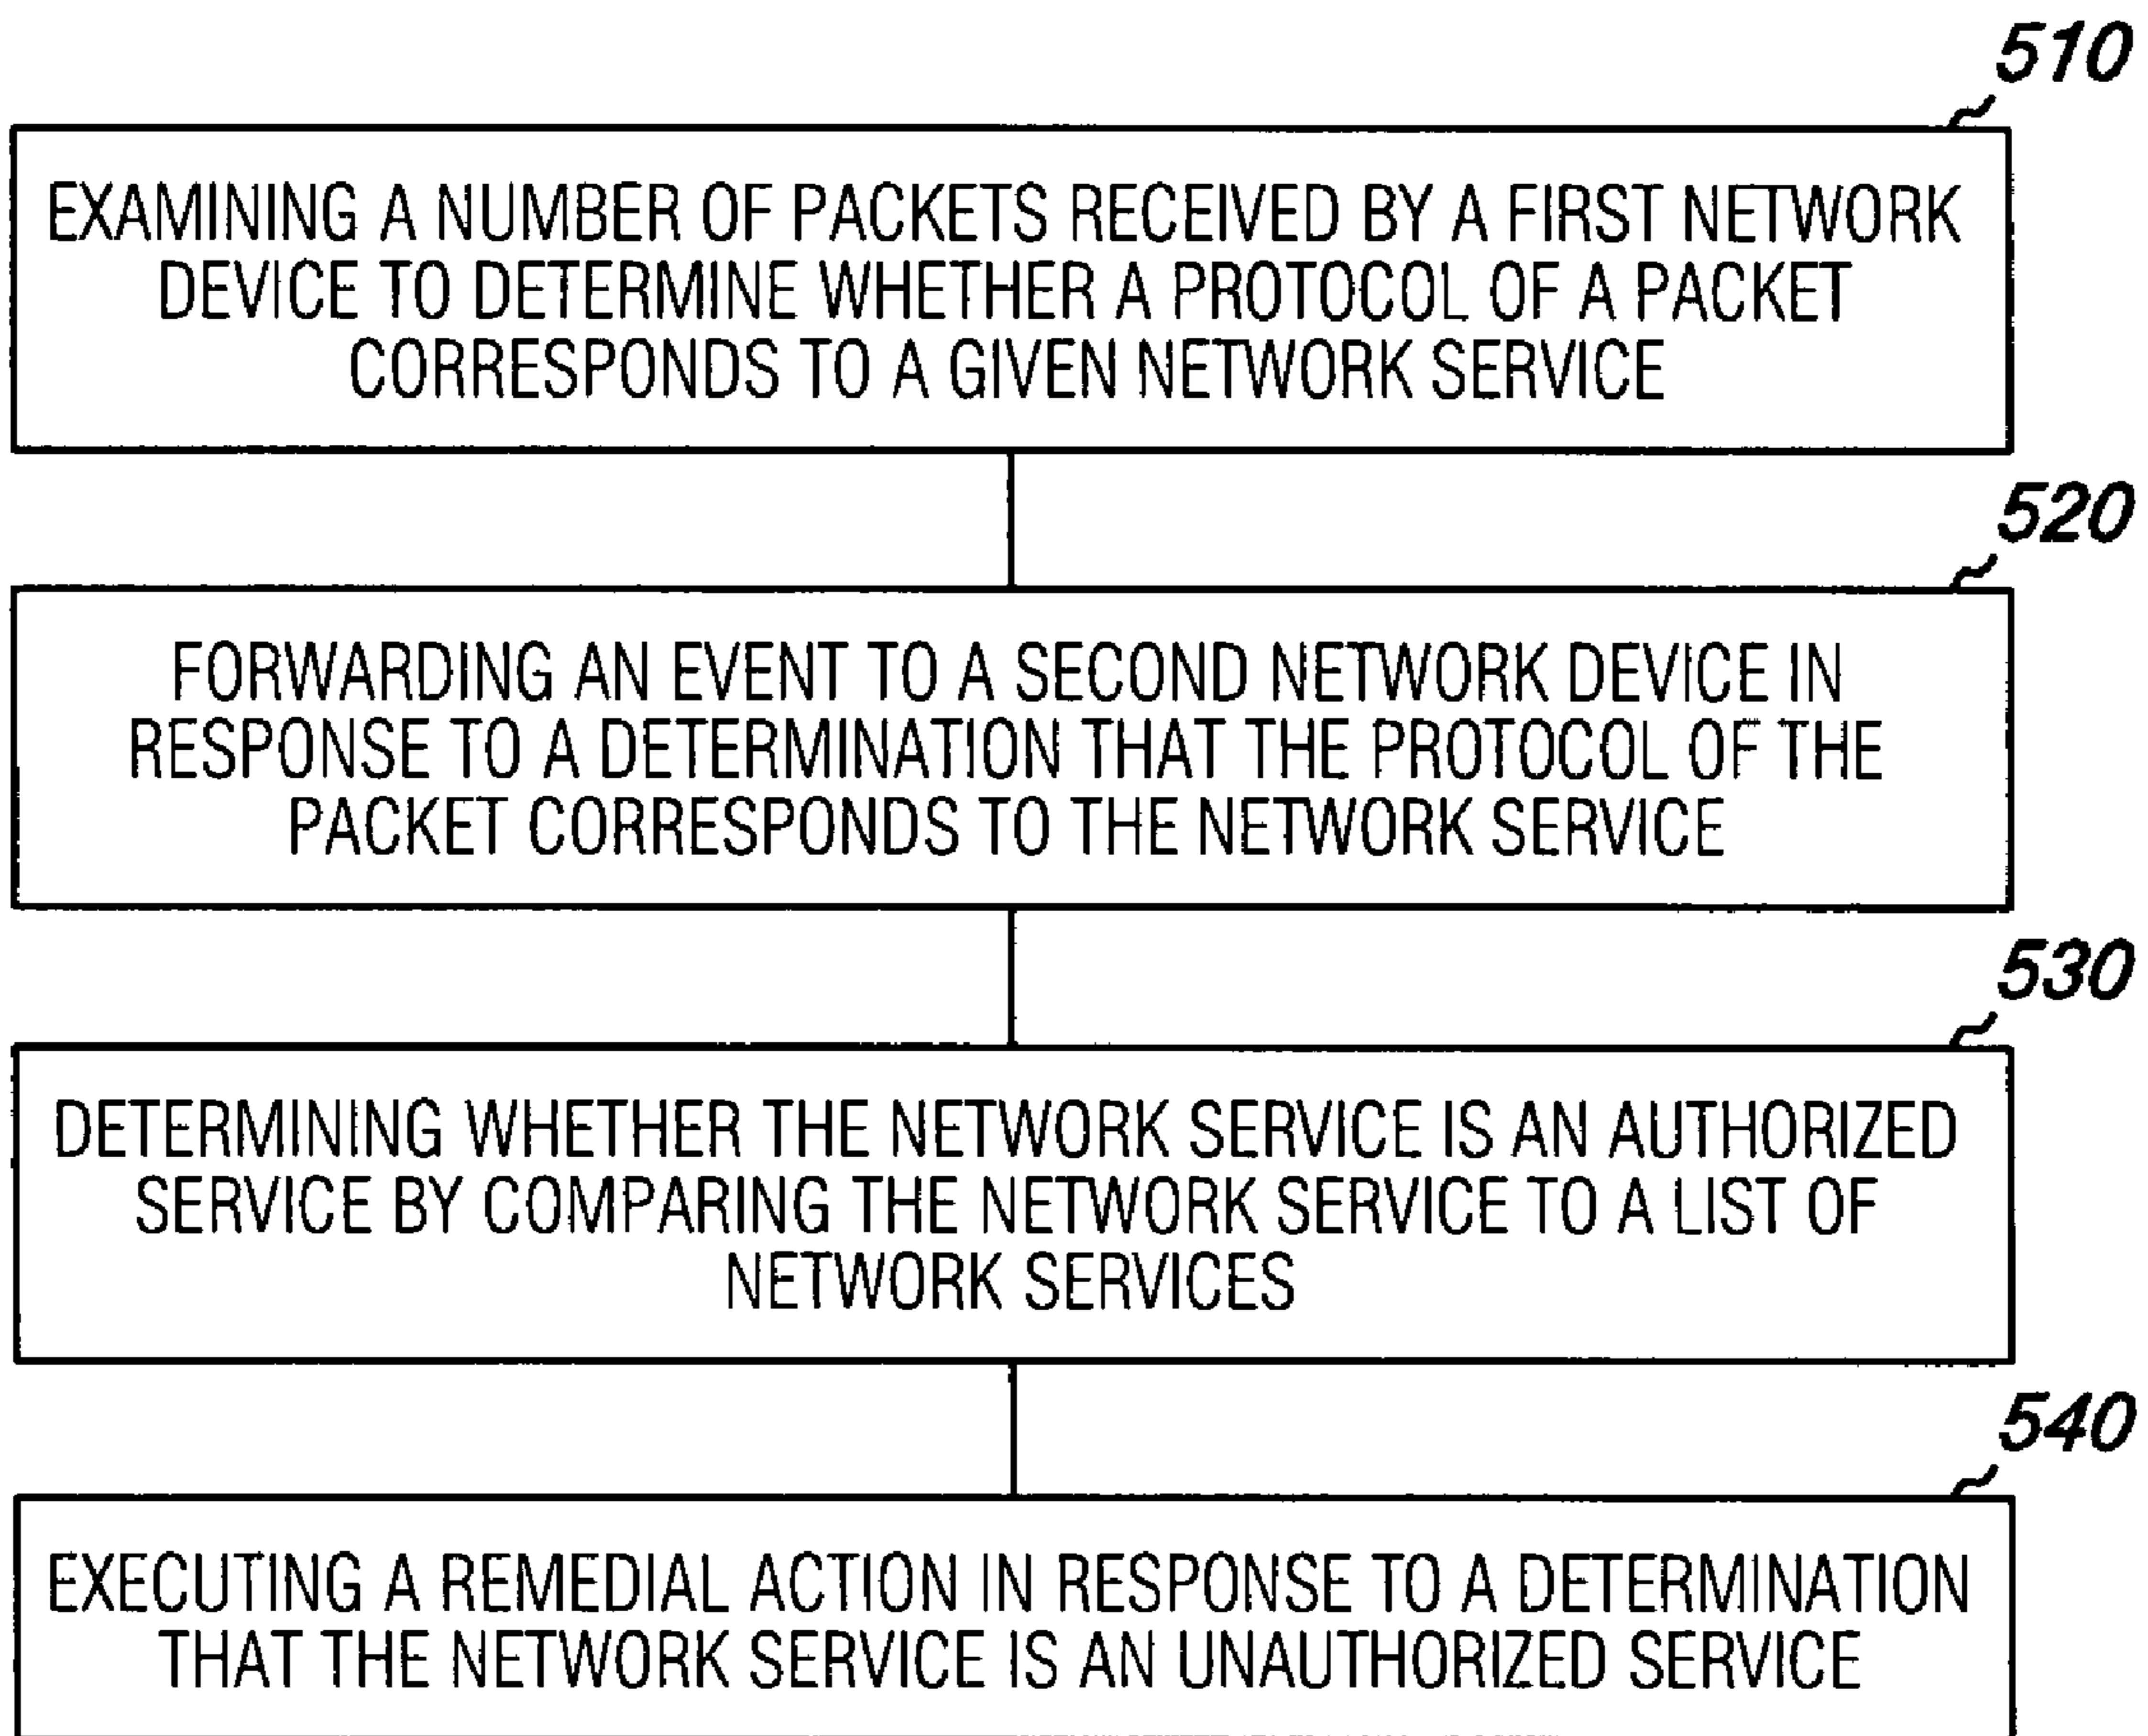 510
EXAMINING A NUMBER OF PACKETS RECEIVED BY A FIRST NETWORK
DEVICE TO DETERMINE WHETHER A PROTOCOL OF A PACKET
CORRESPONDS TO A GIVEN NETWORK SERVICE
520
FORWARDING AN EVENT TO A SECOND NETWORK DEVICE IN
RESPONSE TO A DETERMINATION THAT THE PROTOCOL OF THE
PACKET CORRESPONDS TO THE NETWORK SERVICE
530
DETERMINING WHETHER THE NETWORK SERVICE IS AN AUTHORIZED
SERVICE BY COMPARING THE NETWORK SERVICE TO A LIST OF
NETWORK SERVICES
540
EXECUTING A REMEDIAL ACTION IN RESPONSE TO A DETERMINATION
THAT THE NETWORK SERVICE IS AN UNAUTHORIZED SERVICE